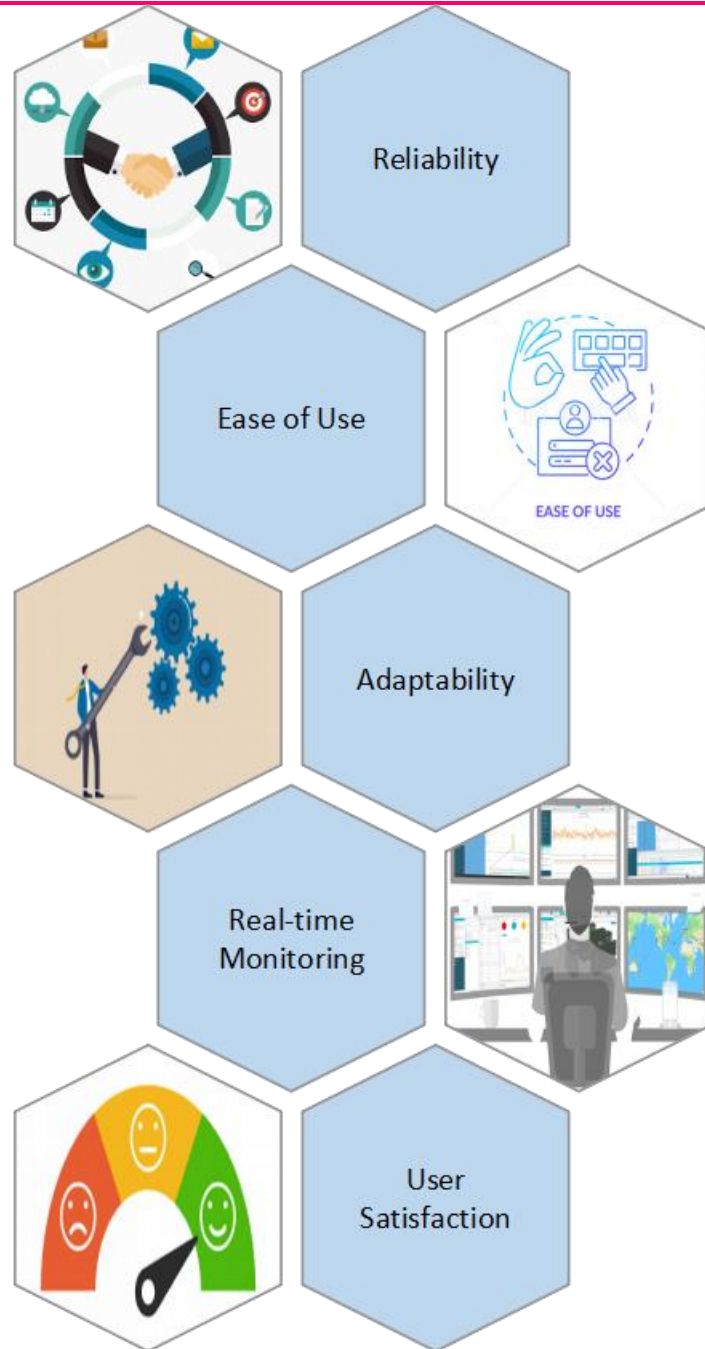 Reliability
Ease of Use
EASE OF USE
Adaptability
Real-time
Monitoring
User
Satisfaction